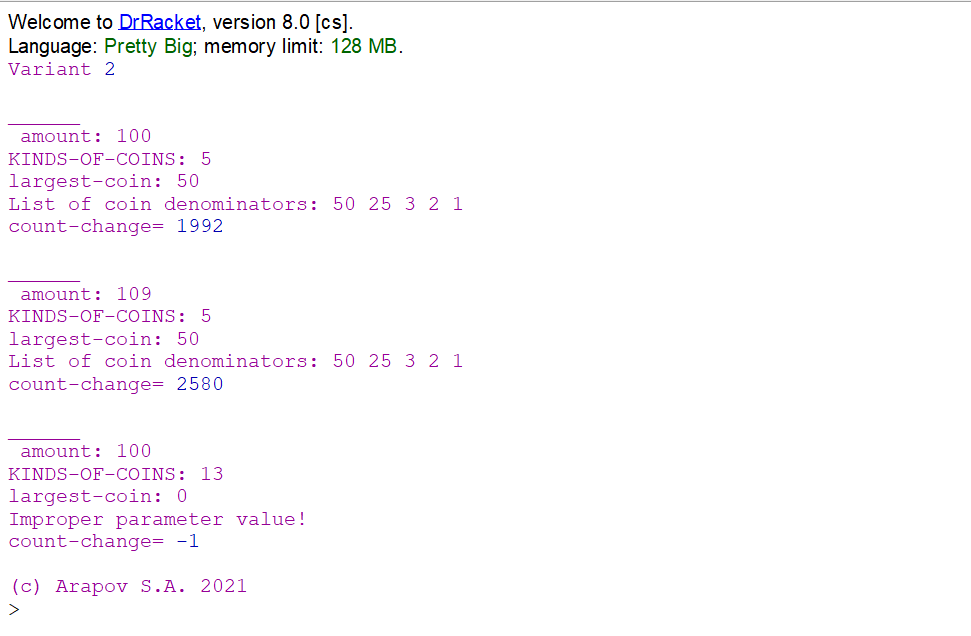 Welcome to DrRacket, version 8.0 [cs].
Language: Pretty Big; memory limit: 128 MB.
Variant 2
______
 amount: 100
KINDS-OF-COINS: 5
largest-coin: 50
List of coin denominators: 50 25 3 2 1
count-change= 1992
______
 amount: 109
KINDS-OF-COINS: 5
largest-coin: 50
List of coin denominators: 50 25 3 2 1
count-change= 2580
______
 amount: 100
KINDS-OF-COINS: 13
largest-coin: 0
Improper parameter value!
count-change= -1
(c) Arapov S.A. 2021
>